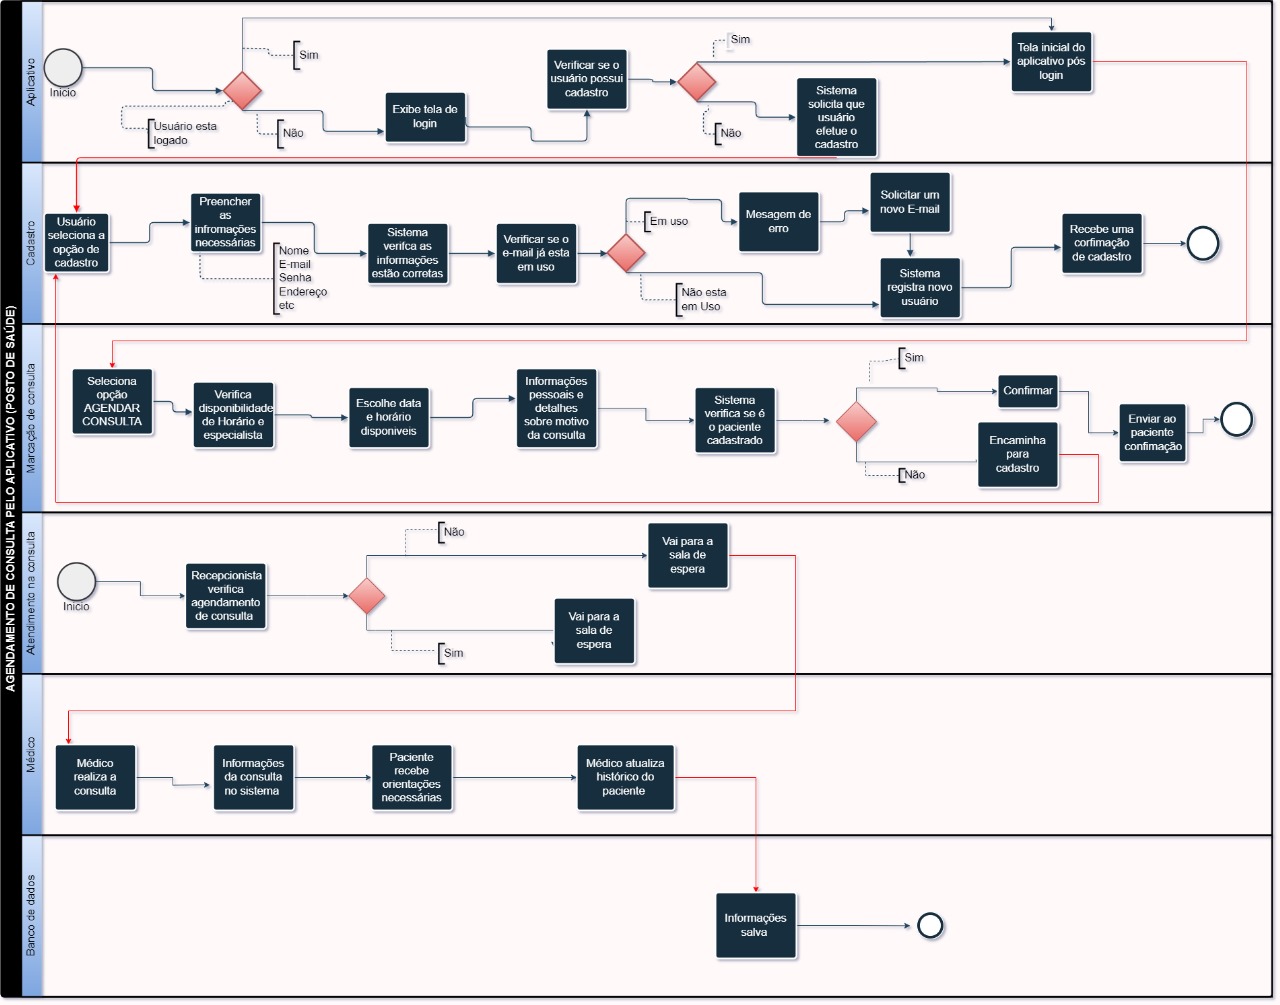 AGENDAMENTO DE CONSULTA PELO APLICATIVO (POSTO DE SAÚDE)
Aplicativo
Inicio
Sim
Usuário esta
logado
Não
Exibe tela de
login
Verificar se o
usuário possui
cadastro
Sim
Não
Sistema
solicita que
usuário
efetue o
cadastro
Tela inicial do
aplicativo pós
login
Cadastro
Usuário
seleciona a
opção de
cadastro
Preencher
as
infromações
necessárias
Nome
E-mail
Senha
Endereço
etc
Sistema
verifca as
informações
estão corretas
Verificar se o
e-mail já esta
em uso
Em uso
Não esta
em Uso
Mesagem de
erro
Solicitar um
novo E-mail
Sistema
registra novo
usuário
Recebe uma
corfimação
de cadastro
Marcação de consulta
Seleciona
opção
AGENDAR
CONSULTA
Verifica
disponibilidade
de Horário e
especialista
Escolhe data
e horário
disponiveis
Informações
pessoais e
detalhes
sobre motivo
da consulta
Sistema
verifica se é
o paciente
cadastrado
Sim
Não
Confirmar
Encaminha
para
cadastro
Enviar ao
paciente
confimação
Atendimento na consulta
Inicio
Recepcionista
verifica
agendamento
de consulta
Não
Sim
Vai para a
sala de
espera
Vai para a
sala de
espera
Médico
Médico
realiza a
consulta
Informações
da consulta
no sistema
Paciente
recebe
orientações
necessárias
Médico atualiza
histórico do
paciente
Banco de dados
Informações
salva